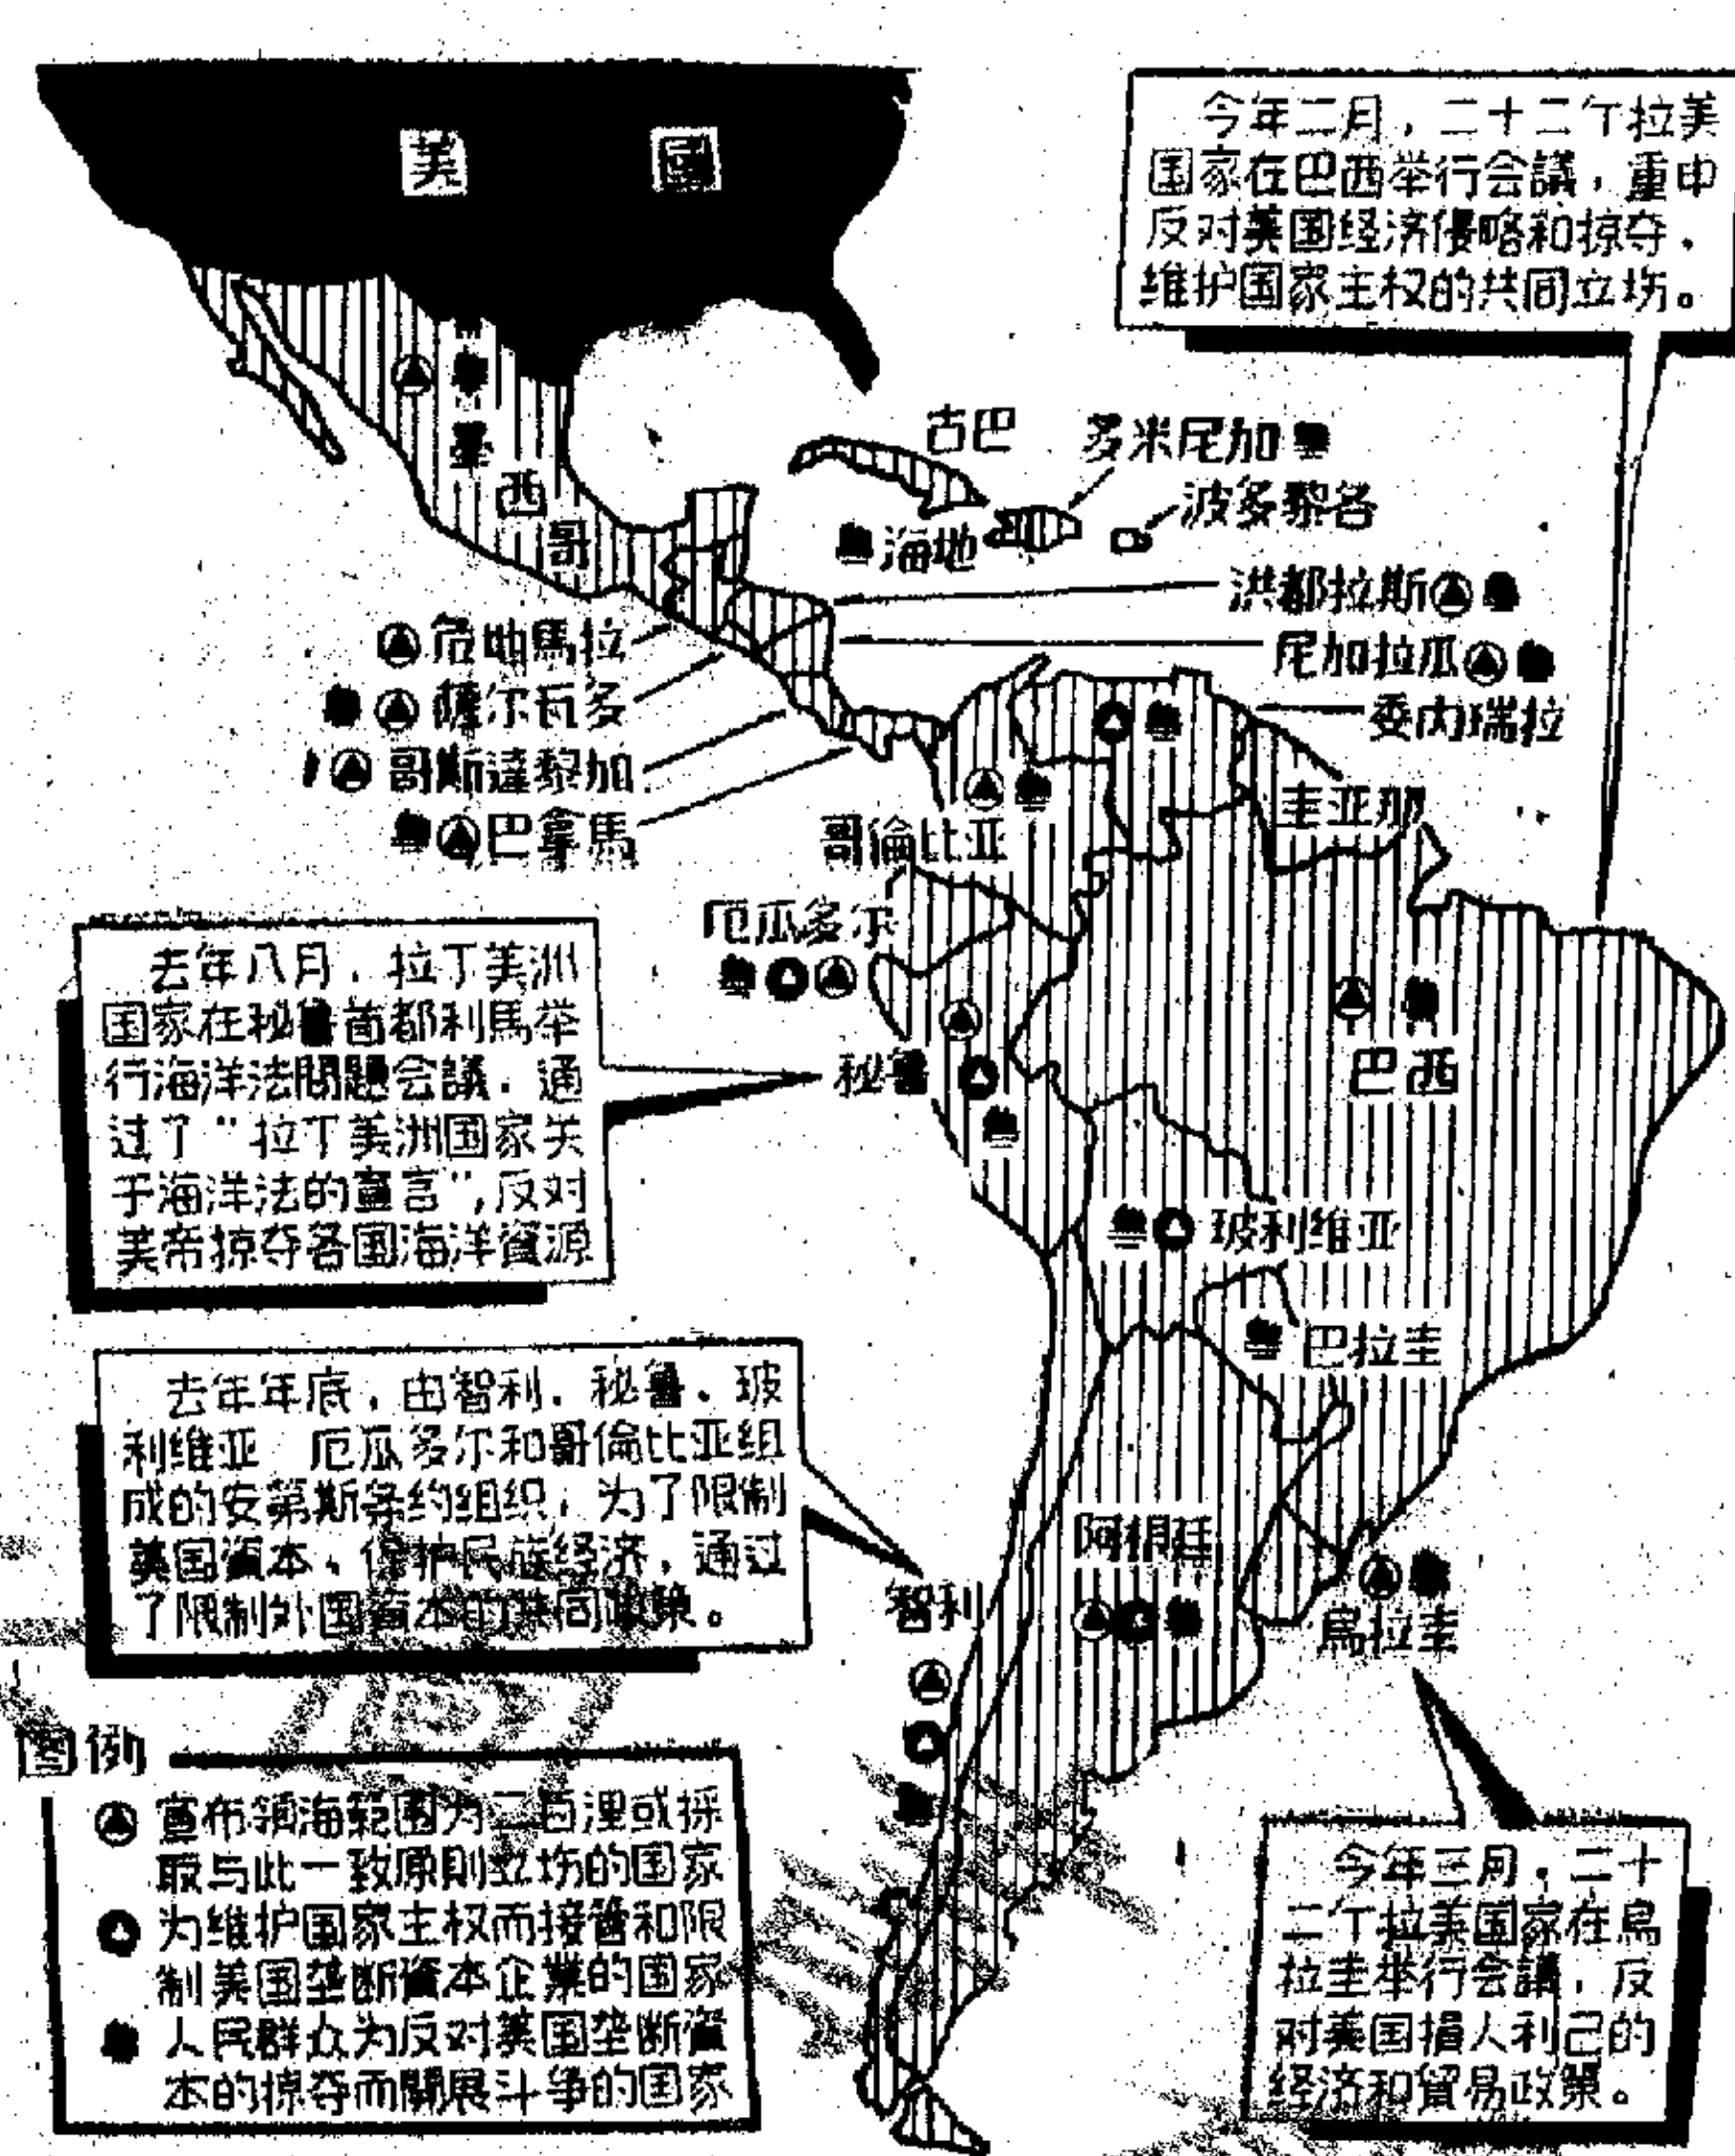 美 國
今年二月，二十二个拉美
国家在巴西举行会議，重申
反对美国经济侵略和掠夺，
维护国家主权的共同立场。
墨西哥
古巴
多米尼加
波多黎各
海地
洪都拉斯
尼加拉瓜
委内瑞拉
危地馬拉
薩尔瓦多
哥斯達黎加
巴拿馬
哥倫比亚
圭亚那
厄瓜多尔
秘魯
巴西
玻利维亚
巴拉圭
阿根廷
智利
烏拉圭
去年八月，拉丁美洲
国家在秘魯首都利馬举
行海洋法問題会議，通
过了“拉丁美洲国家关
于海洋法的宣言”，反对
美帝掠夺各国海洋資源
去年年底，由智利、秘魯、玻
利维亚 厄瓜多尔和哥倫比亚组
成的安第斯条约组织，为了限制
美国資本，保护民族经济，通过
了限制外国資本的共同政策。
图例
宣布領海範围为二百浬或採
取与此一致原則立场的国家
为维护国家主权而接管和限
制美国垄断資本企業的国家
人民群众为反对美国垄断資
本的掠夺而開展斗争的国家
今年三月，二十
二个拉美国家在烏
拉圭举行会議，反
对美国損人利己的
经济和貿易政策。